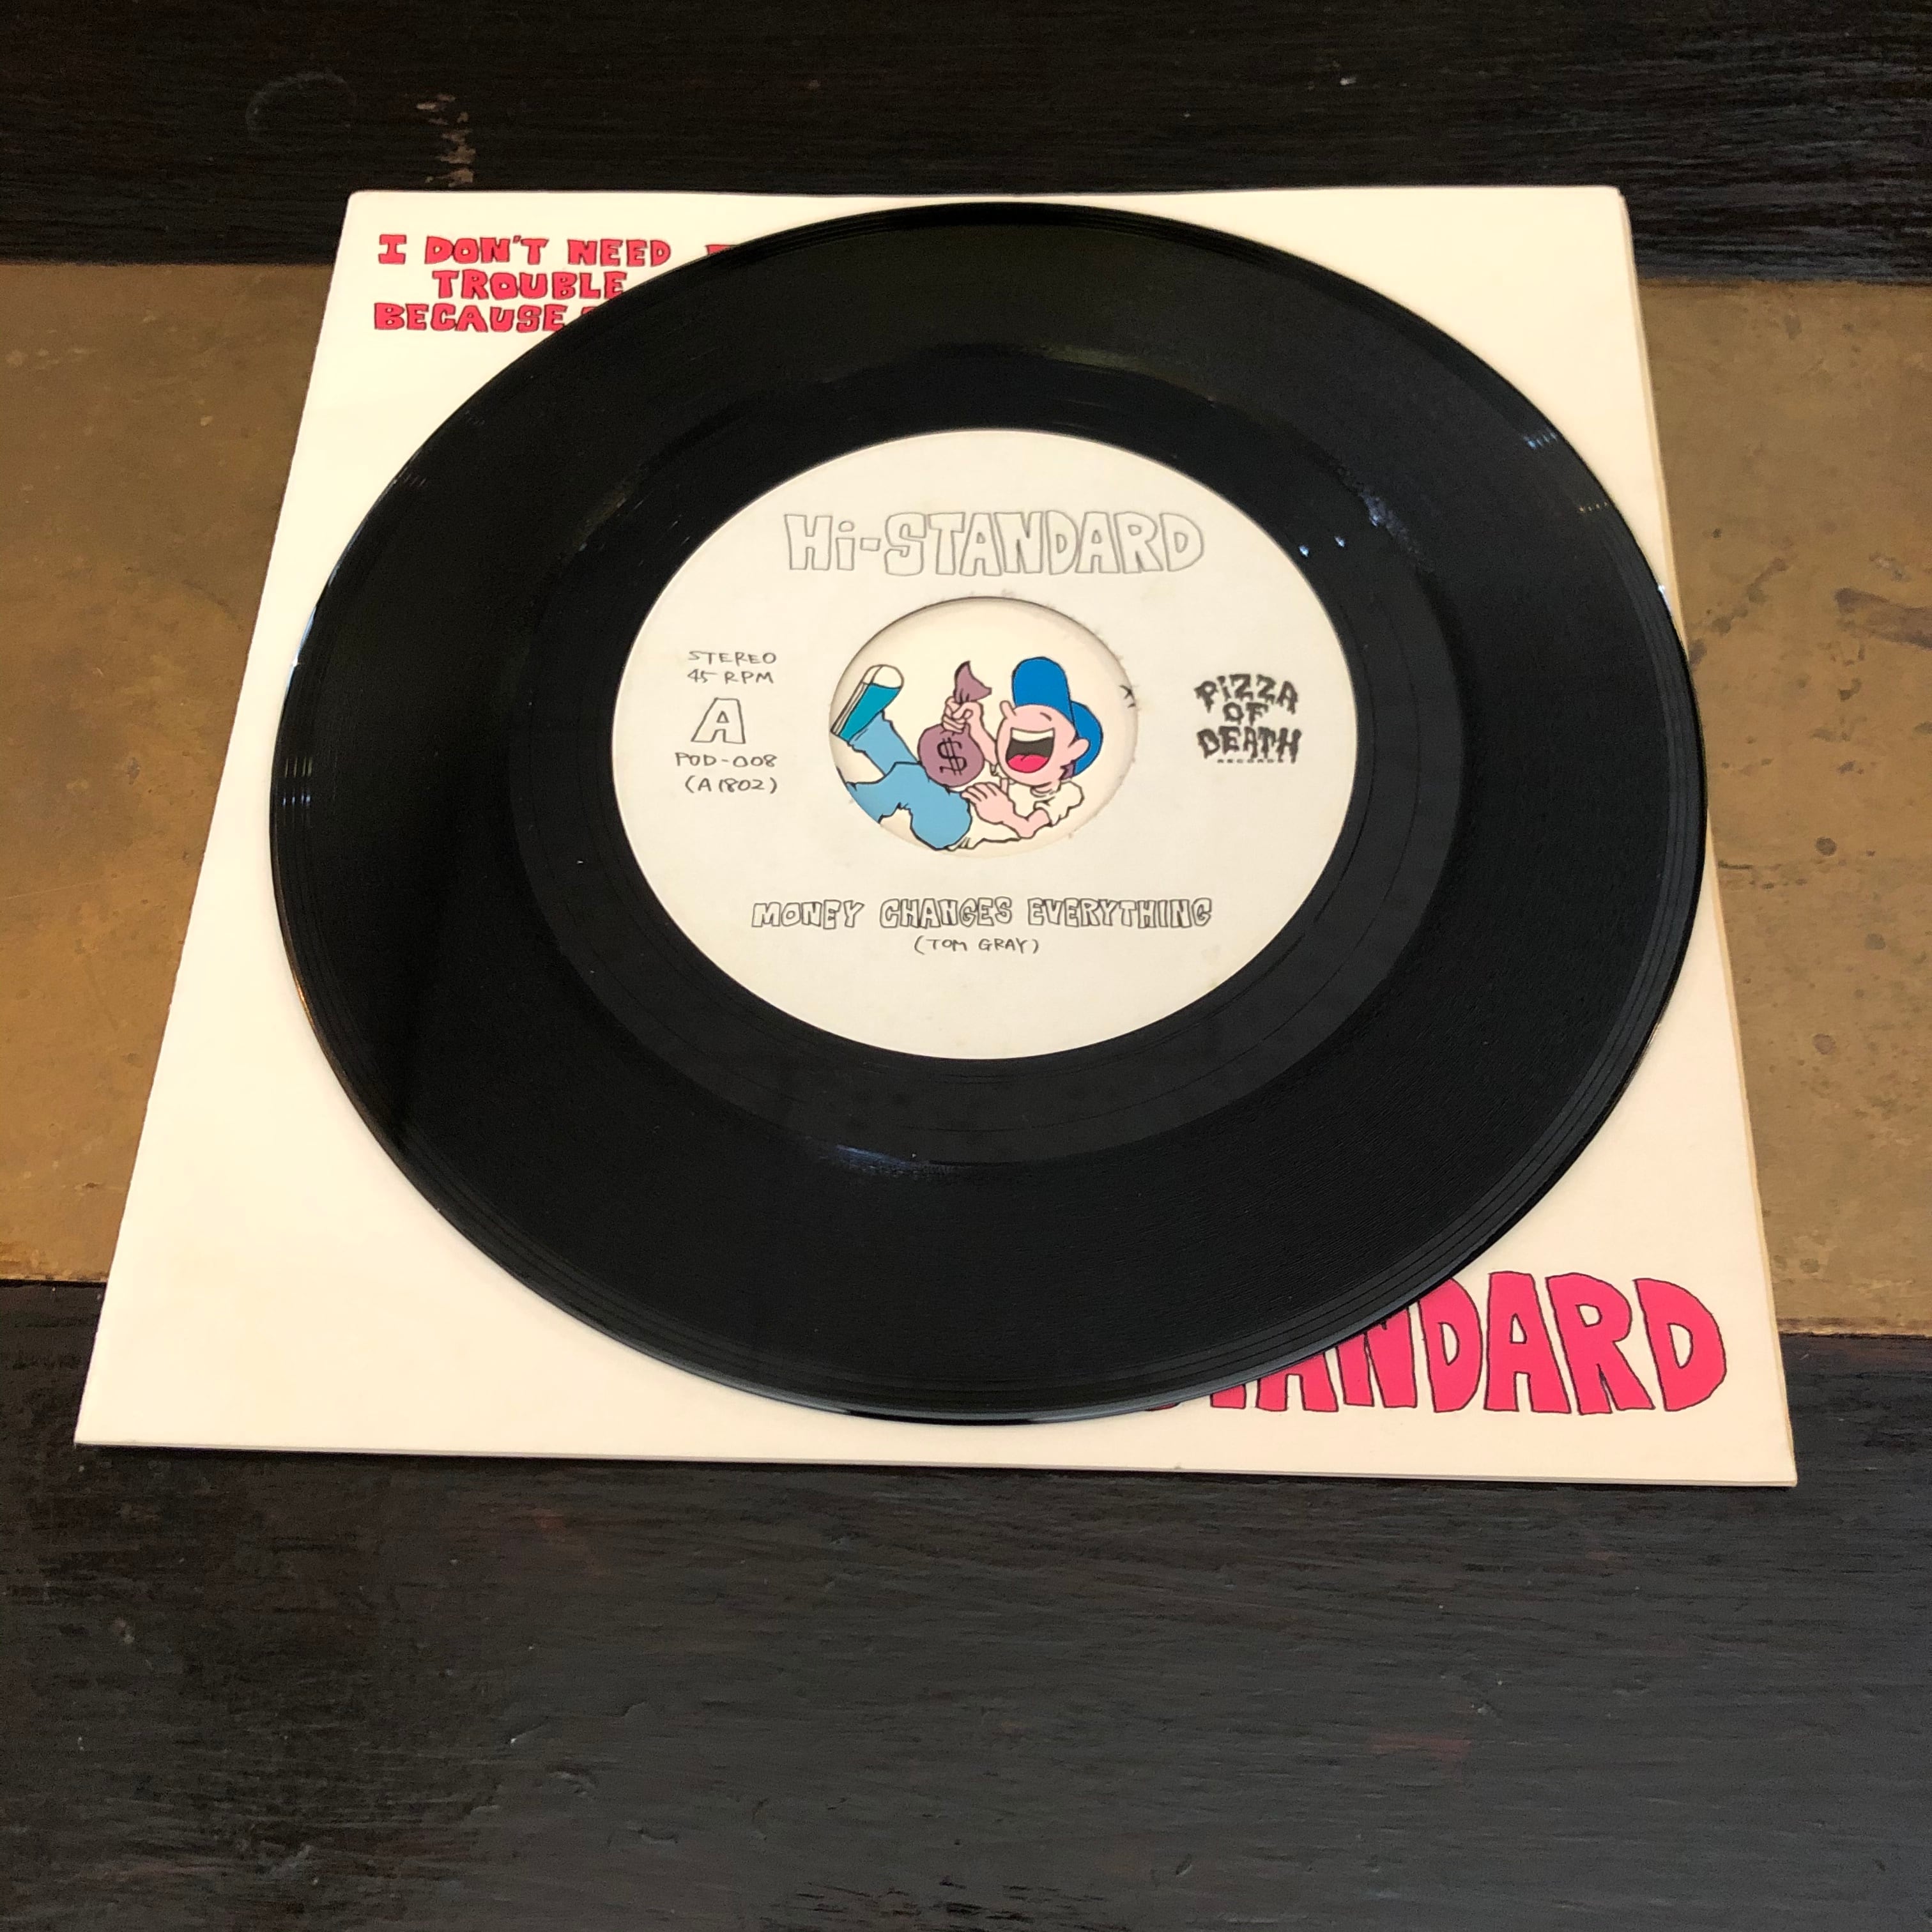 I DON'T NEED
TROUBLE
BECAUSE
Hi-STANDARD
STEREO
45 RPM
A
POD-008
(A1802)
$
PIZZA
OF
DEATH
RECORDS
MONEY CHANGES EVERYTHING
(TOM GRAY)
STANDARD